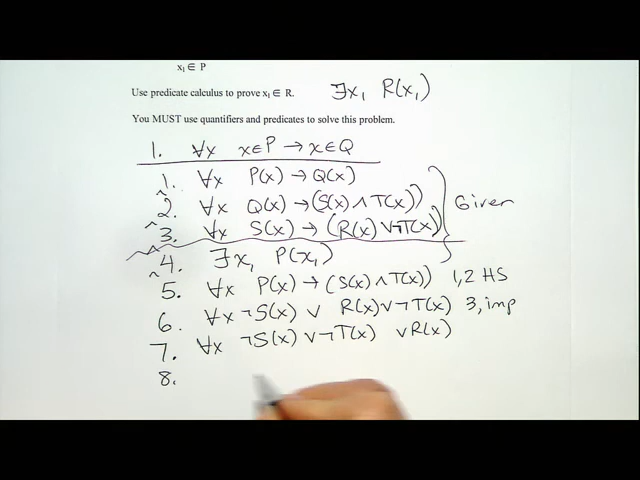 x₁ ∈ P
Use predicate calculus to prove x₁ ∈ R. ∃x₁ R(x₁)
You MUST use quantifiers and predicates to solve this problem.
1. ∀x x∈P → x∈Q
1. ∀x P(x) → Q(x)
2. ∀x Q(x) → (S(x) ∧ T(x)) Given
3. ∀x S(x) → (R(x) ∨ ¬T(x))
4. ∃x₁ P(x₁)
5. ∀x P(x) → (S(x) ∧ T(x)) 1,2 HS
6. ∀x ¬S(x) ∨ R(x) ∨ ¬T(x) 3, imp
7. ∀x ¬S(x) ∨ ¬T(x) ∨ R(x)
8.